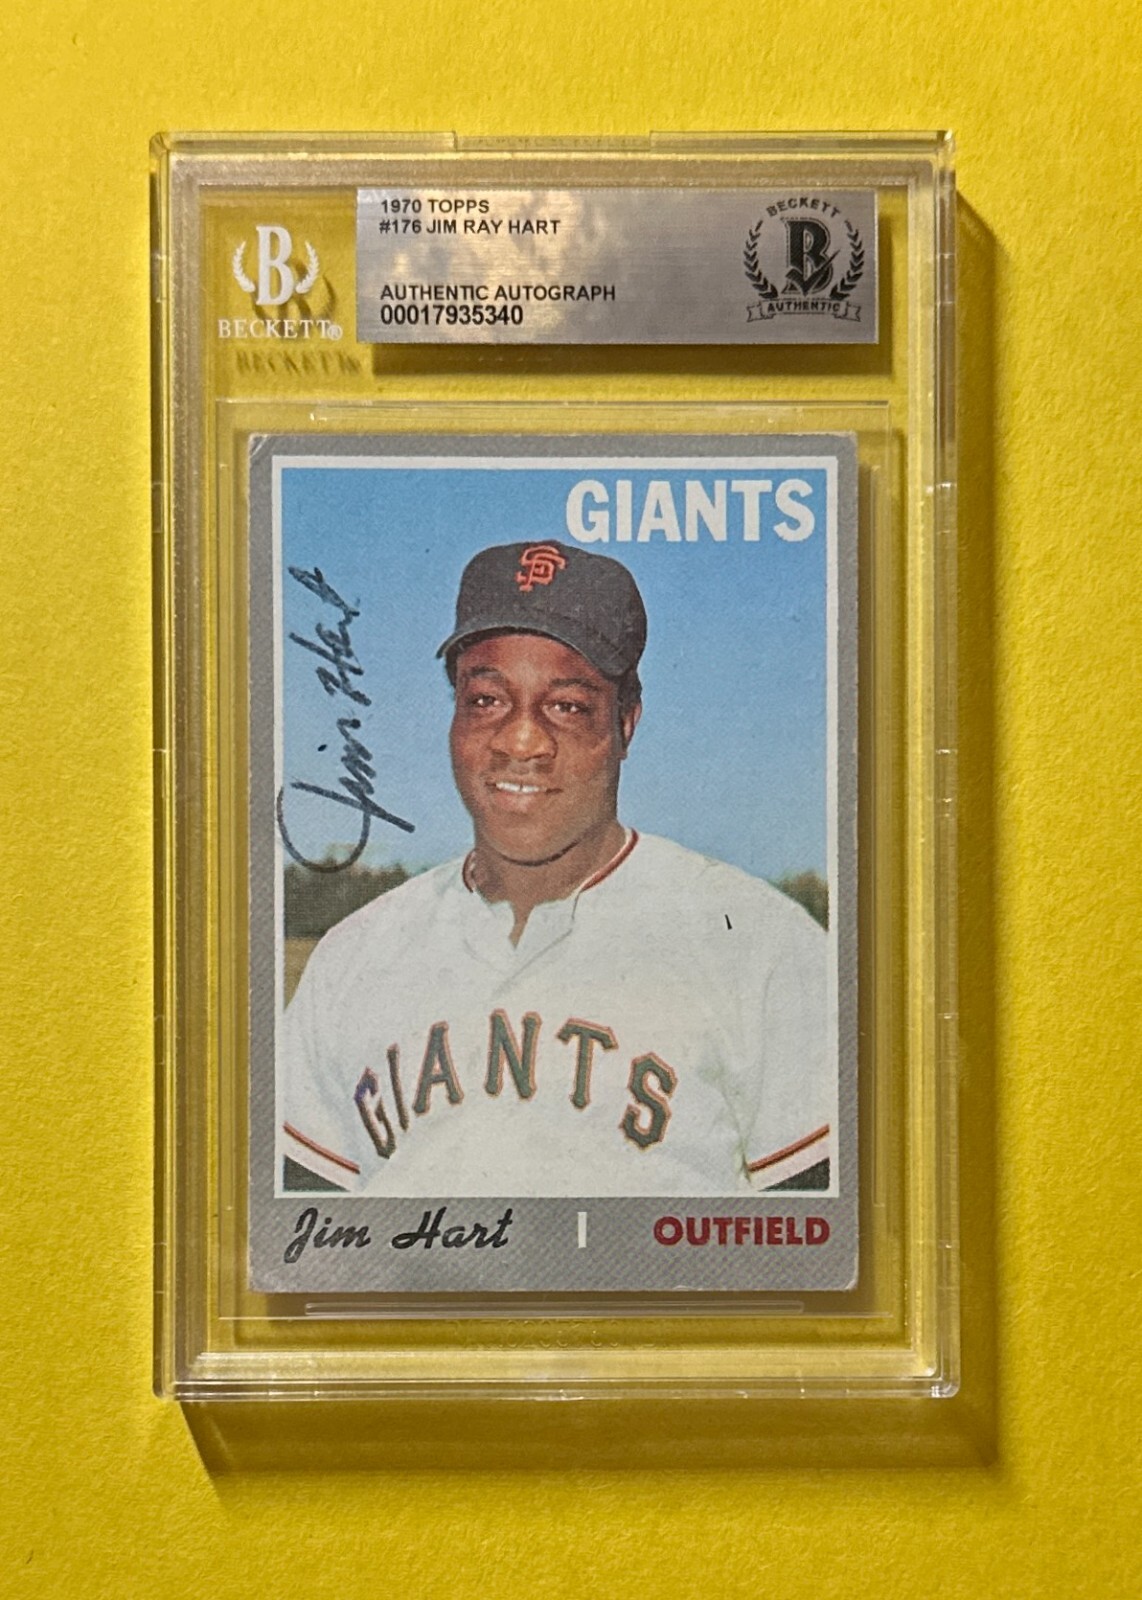 1970 TOPPS
#176 JIM RAY HART
AUTHENTIC AUTOGRAPH
00017935340
B
BECKETT®
BECKETT
B
AUTHENTIC
GIANTS
SF
Jim Hart
GIANTS
Jim Hart | OUTFIELD